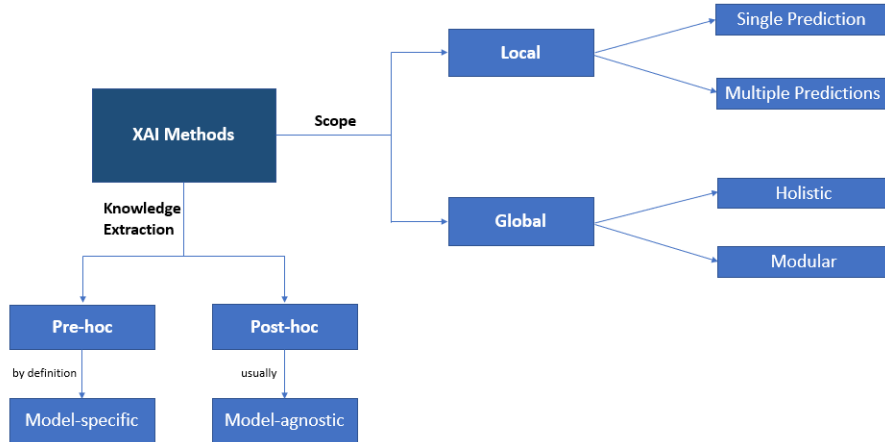 Single Prediction
Local
Multiple Predictions
XAI Methods
Scope
Knowledge
Extraction
Holistic
Global
Modular
Pre-hoc
Post-hoc
by definition
usually
Model-specific
Model-agnostic